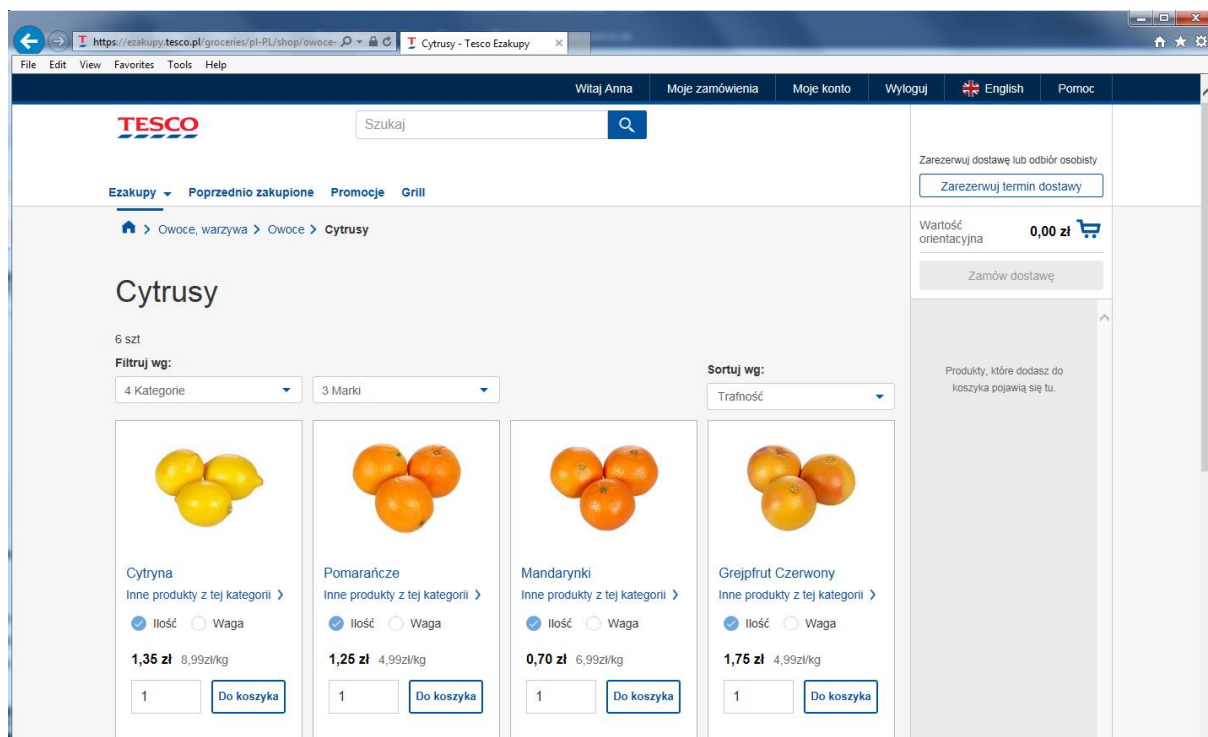 https://ezakupy.tesco.pl/groceries/pl-PL/shop/owoce-
Cytrusy - Tesco Ezakupy
File Edit View Favorites Tools Help
Witaj Anna Moje zamówienia Moje konto Wyloguj English Pomoc
TESCO
Szukaj
Zarezerwuj dostawę lub odbiór osobisty
Zarezerwuj termin dostawy
Ezakupy Poprzednio zakupione Promocje Grill
Owoce, warzywa > Owoce > Cytrusy
Wartość
orientacyjna
0,00 zł
Zamów dostawę
Cytrusy
6 szt
Filtruj wg:
4 Kategorie
3 Marki
Sortuj wg:
Trafność
Produkty, które dodasz do
koszyka pojawią się tu.
Cytryna
Inne produkty z tej kategorii
Ilość Waga
1,35 zł 8,99zł/kg
1 Do koszyka
Pomarańcze
Inne produkty z tej kategorii
Ilość Waga
1,25 zł 4,99zł/kg
1 Do koszyka
Mandarynki
Inne produkty z tej kategorii
Ilość Waga
0,70 zł 6,99zł/kg
1 Do koszyka
Grejpfrut Czerwony
Inne produkty z tej kategorii
Ilość Waga
1,75 zł 4,99zł/kg
1 Do koszyka